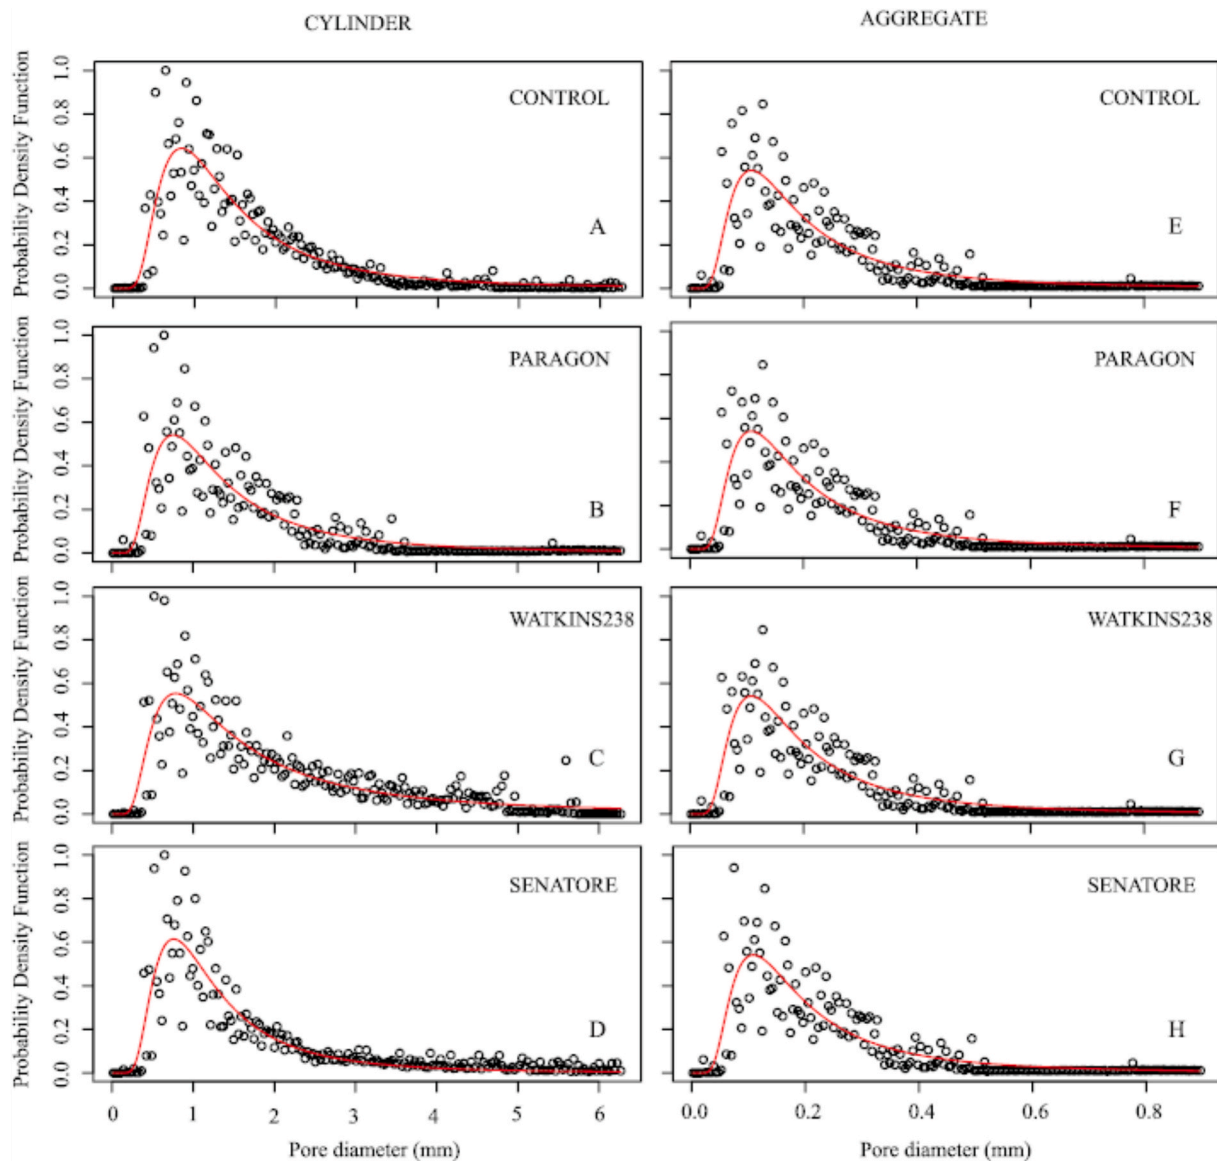 CYLINDER
AGGREGATE
Probability Density Function
0.0 0.2 0.4 0.6 0.8 1.0
CONTROL
A
CONTROL
E
Probability Density Function
0.0 0.2 0.4 0.6 0.8 1.0
PARAGON
B
PARAGON
F
Probability Density Function
0.0 0.2 0.4 0.6 0.8 1.0
WATKINS238
C
WATKINS238
G
Probability Density Function
0.0 0.2 0.4 0.6 0.8 1.0
SENATORE
D
SENATORE
H
0 1 2 3 4 5 6
0.0 0.2 0.4 0.6 0.8
Pore diameter (mm)
Pore diameter (mm)